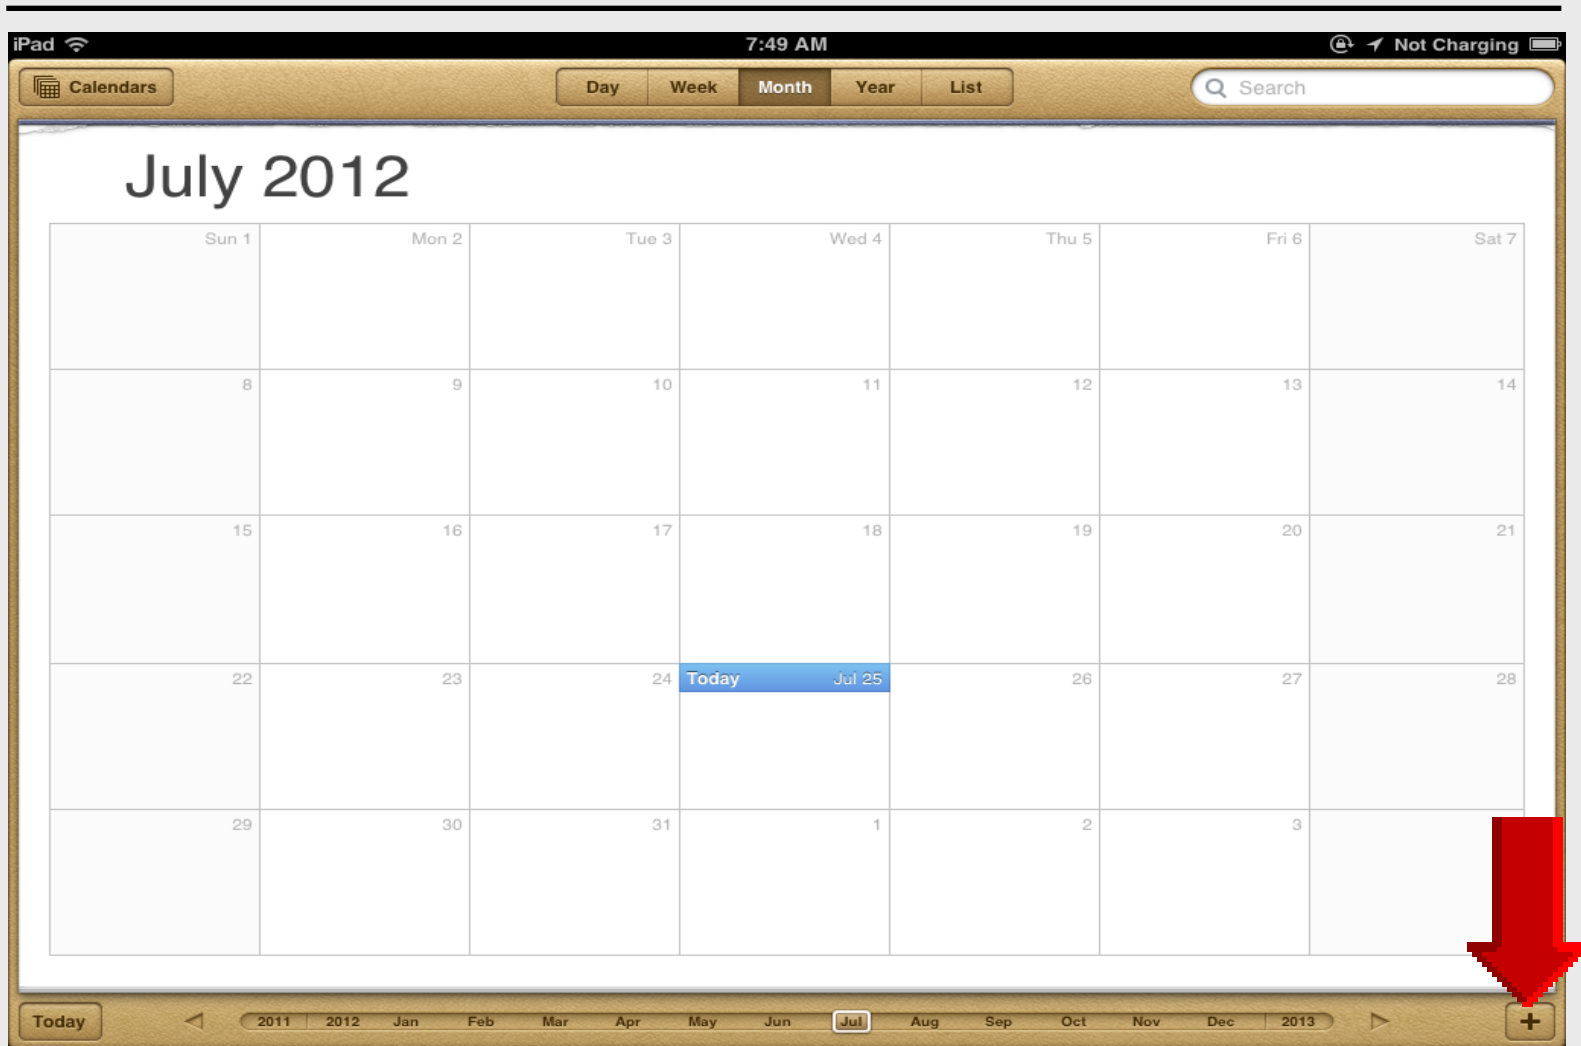 iPad 7:49 AM Not Charging
Calendars Day Week Month Year List Search
July 2012
Sun 1 Mon 2 Tue 3 Wed 4 Thu 5 Fri 6 Sat 7
8 9 10 11 12 13 14
15 16 17 18 19 20 21
22 23 24 Today Jul 25 26 27 28
29 30 31 1 2 3
Today 2011 2012 Jan Feb Mar Apr May Jun Jul Aug Sep Oct Nov Dec 2013 +